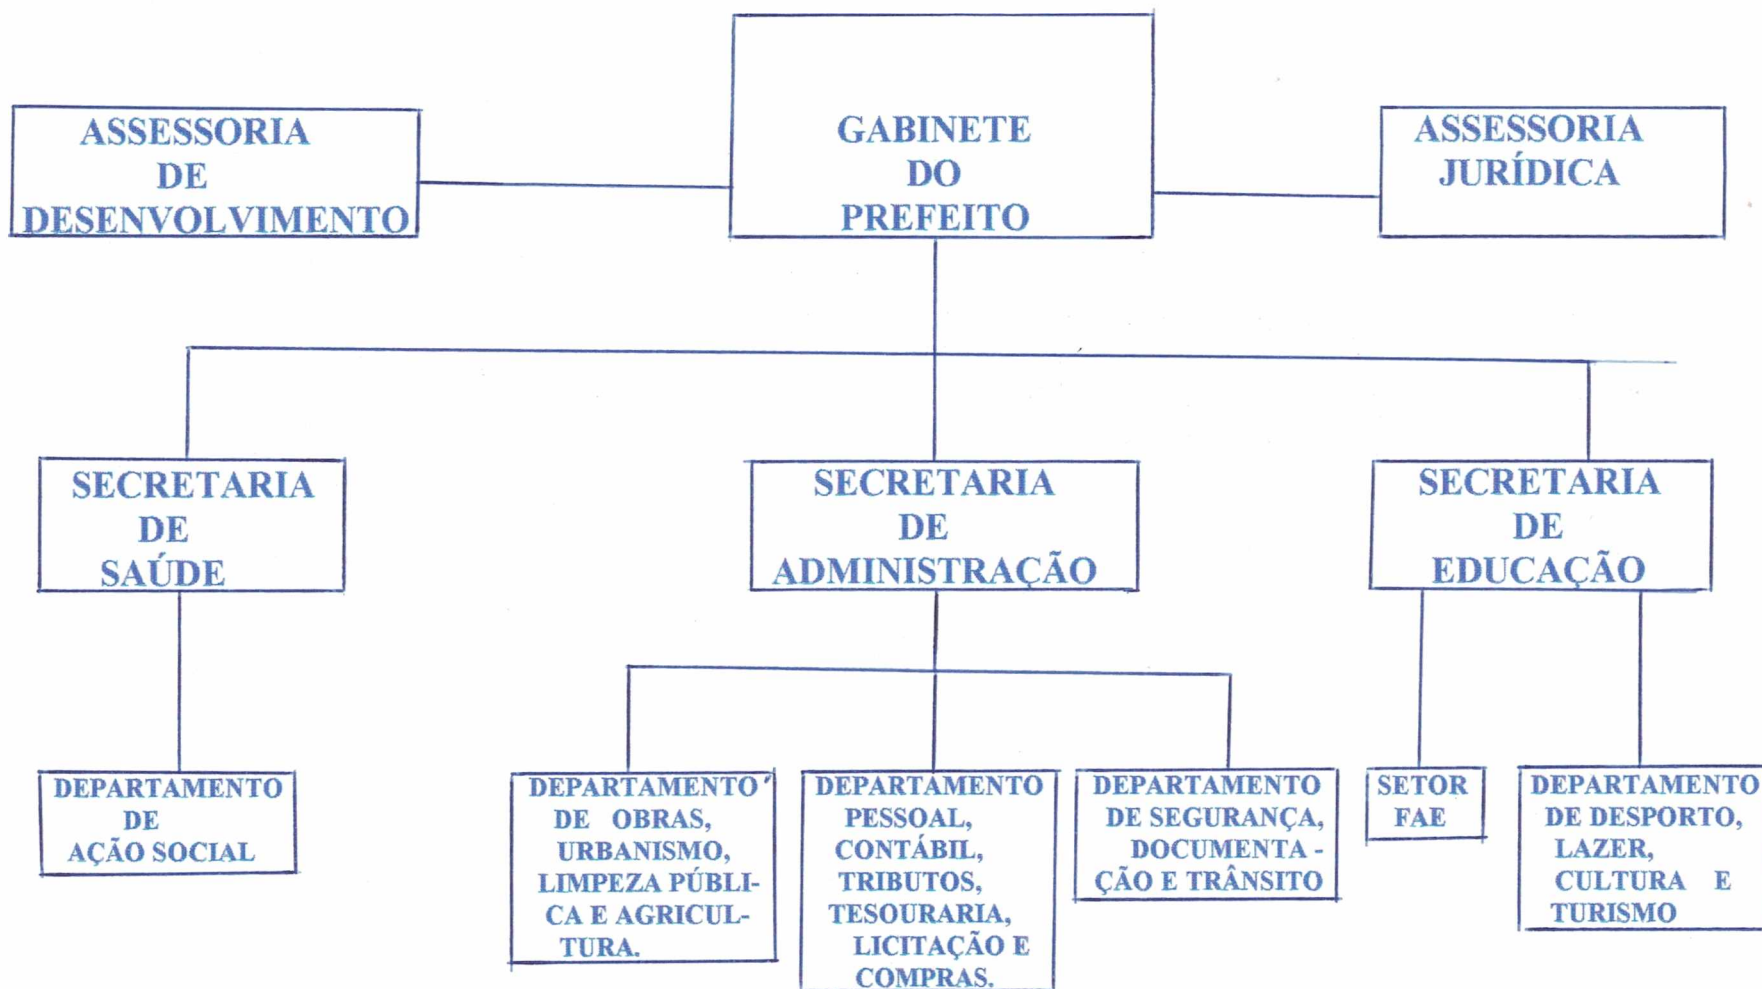 ASSESSORIA
DE
DESENVOLVIMENTO
GABINETE
DO
PREFEITO
ASSESSORIA
JURÍDICA
SECRETARIA
DE
SAÚDE
SECRETARIA
DE
ADMINISTRAÇÃO
SECRETARIA
DE
EDUCAÇÃO
DEPARTAMENTO
DE
AÇÃO SOCIAL
DEPARTAMENTO
DE OBRAS,
URBANISMO,
LIMPEZA PÚBLI-
CA E AGRICUL-
TURA.
DEPARTAMENTO
PESSOAL,
CONTÁBIL,
TRIBUTOS,
TESOURARIA,
LICITAÇÃO E
COMPRAS.
DEPARTAMENTO
DE SEGURANÇA,
DOCUMENTA -
ÇÃO E TRÂNSITO
SETOR
FAE
DEPARTAMENTO
DE DESPORTO,
LAZER,
CULTURA E
TURISMO